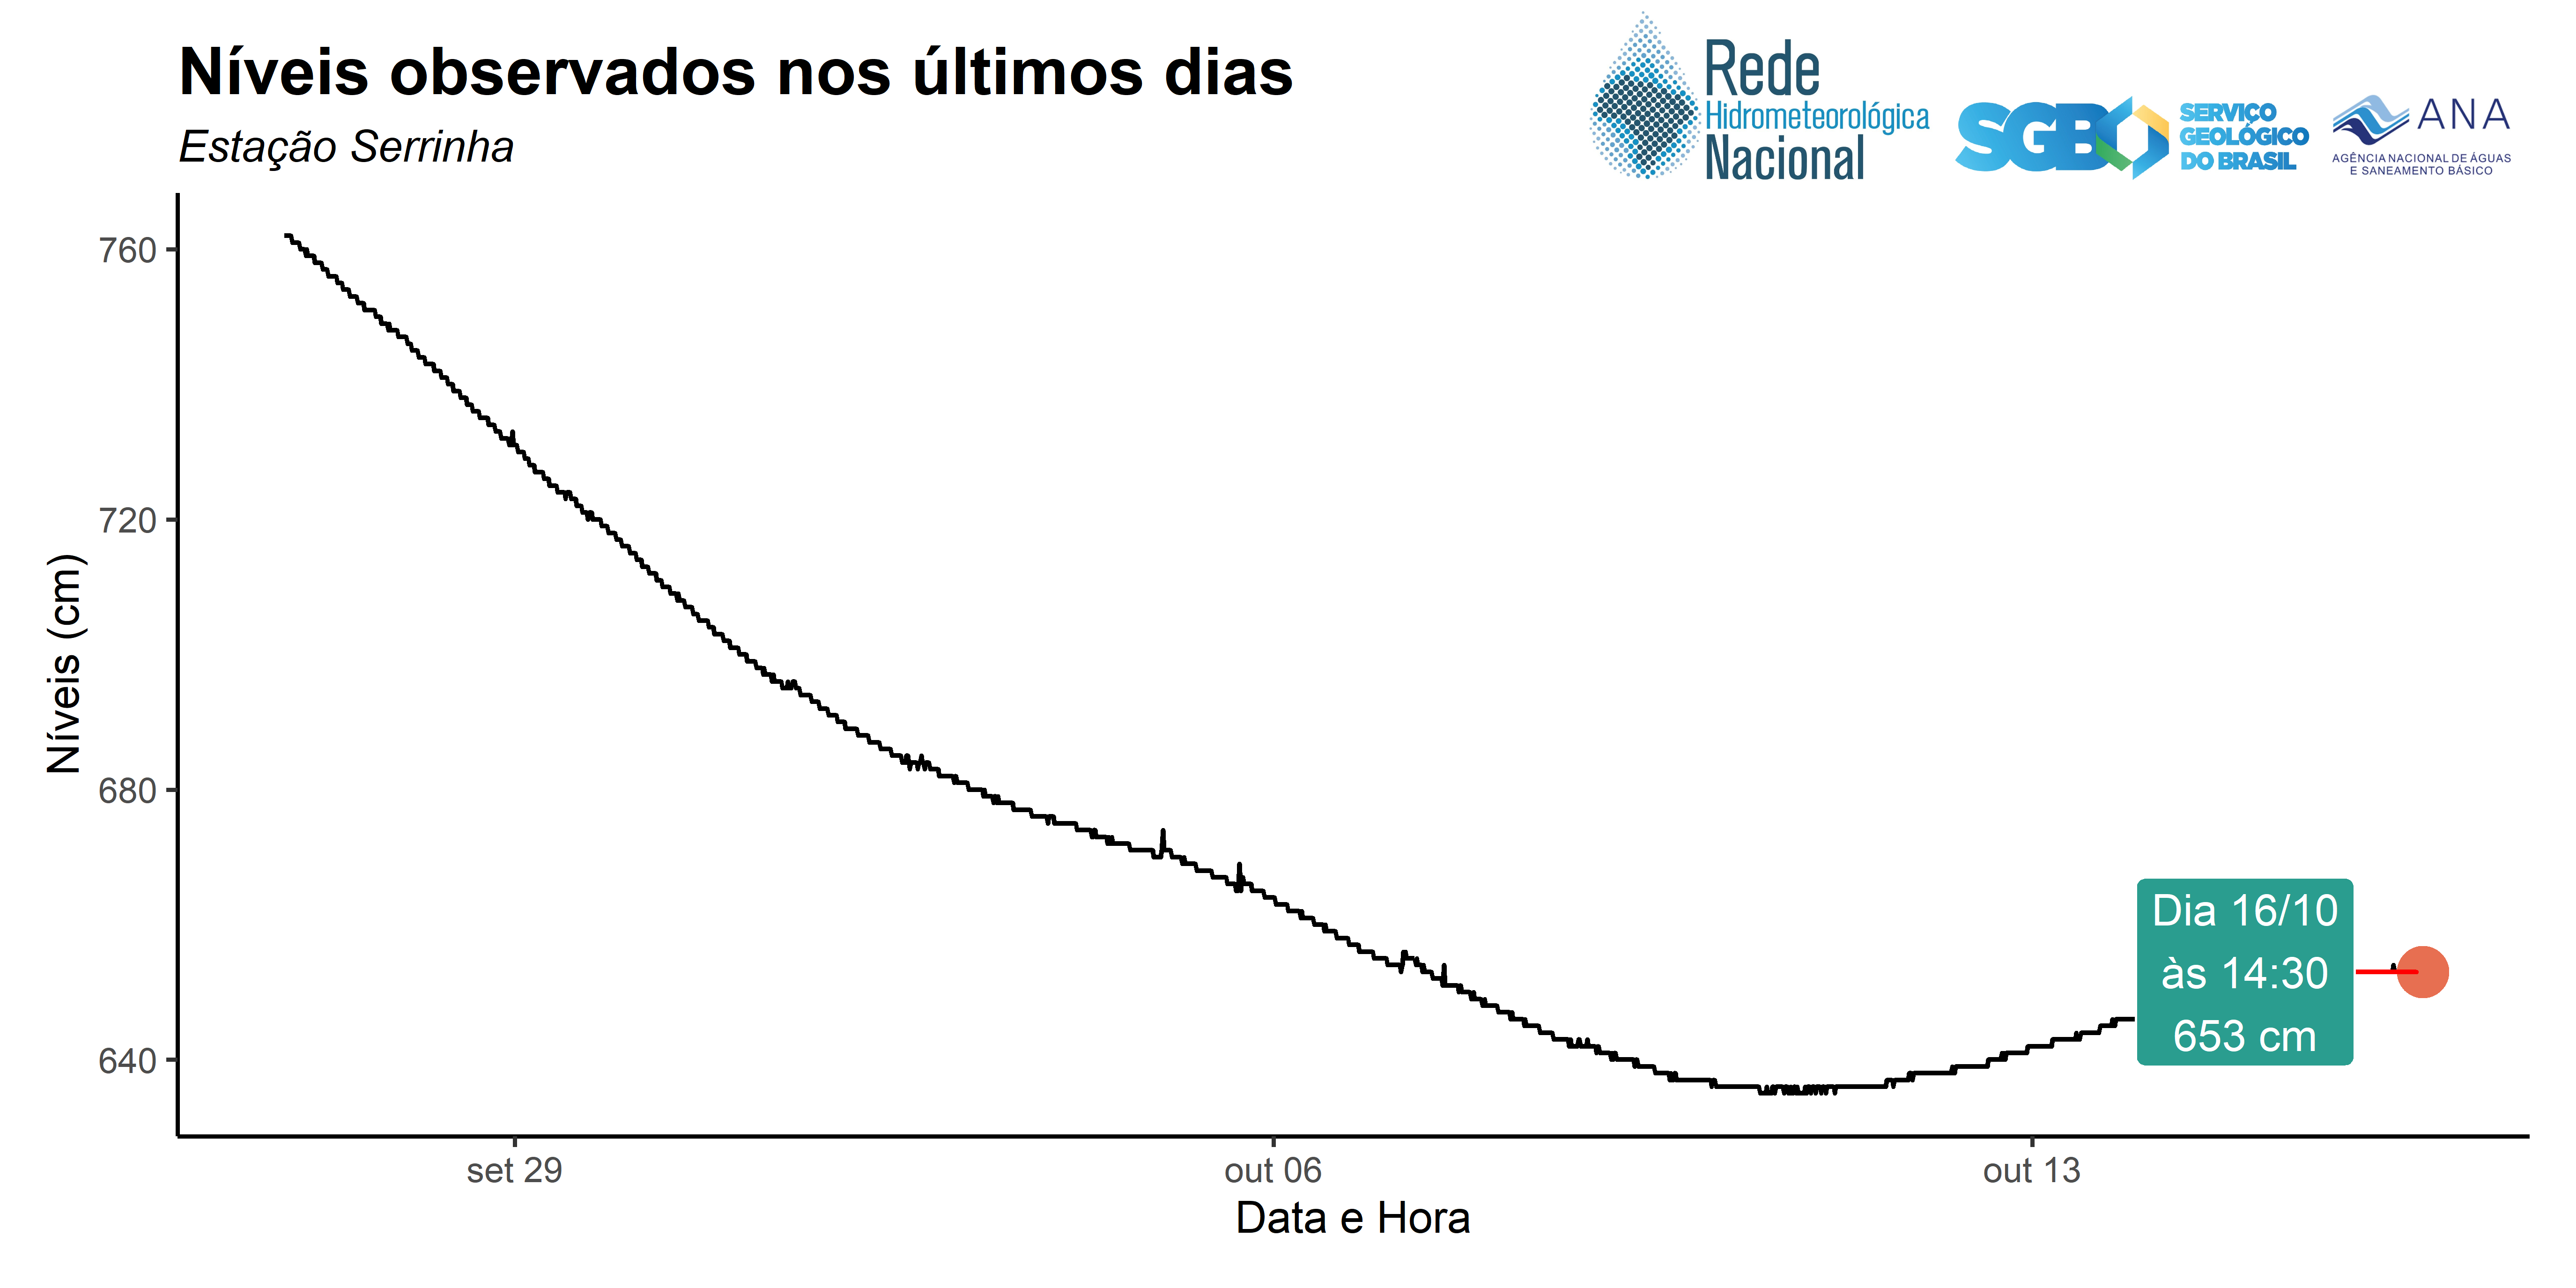 Níveis observados nos últimos dias
Estação Serrinha
Rede
Hidrometeorológica
Nacional
SGB
SERVIÇO
GEOLÓGICO
DO BRASIL
ANA
AGÊNCIA NACIONAL DE ÁGUAS
E SANEAMENTO BÁSICO
Níveis (cm)
760
720
680
640
Dia 16/10
às 14:30
653 cm
set 29
out 06
out 13
Data e Hora